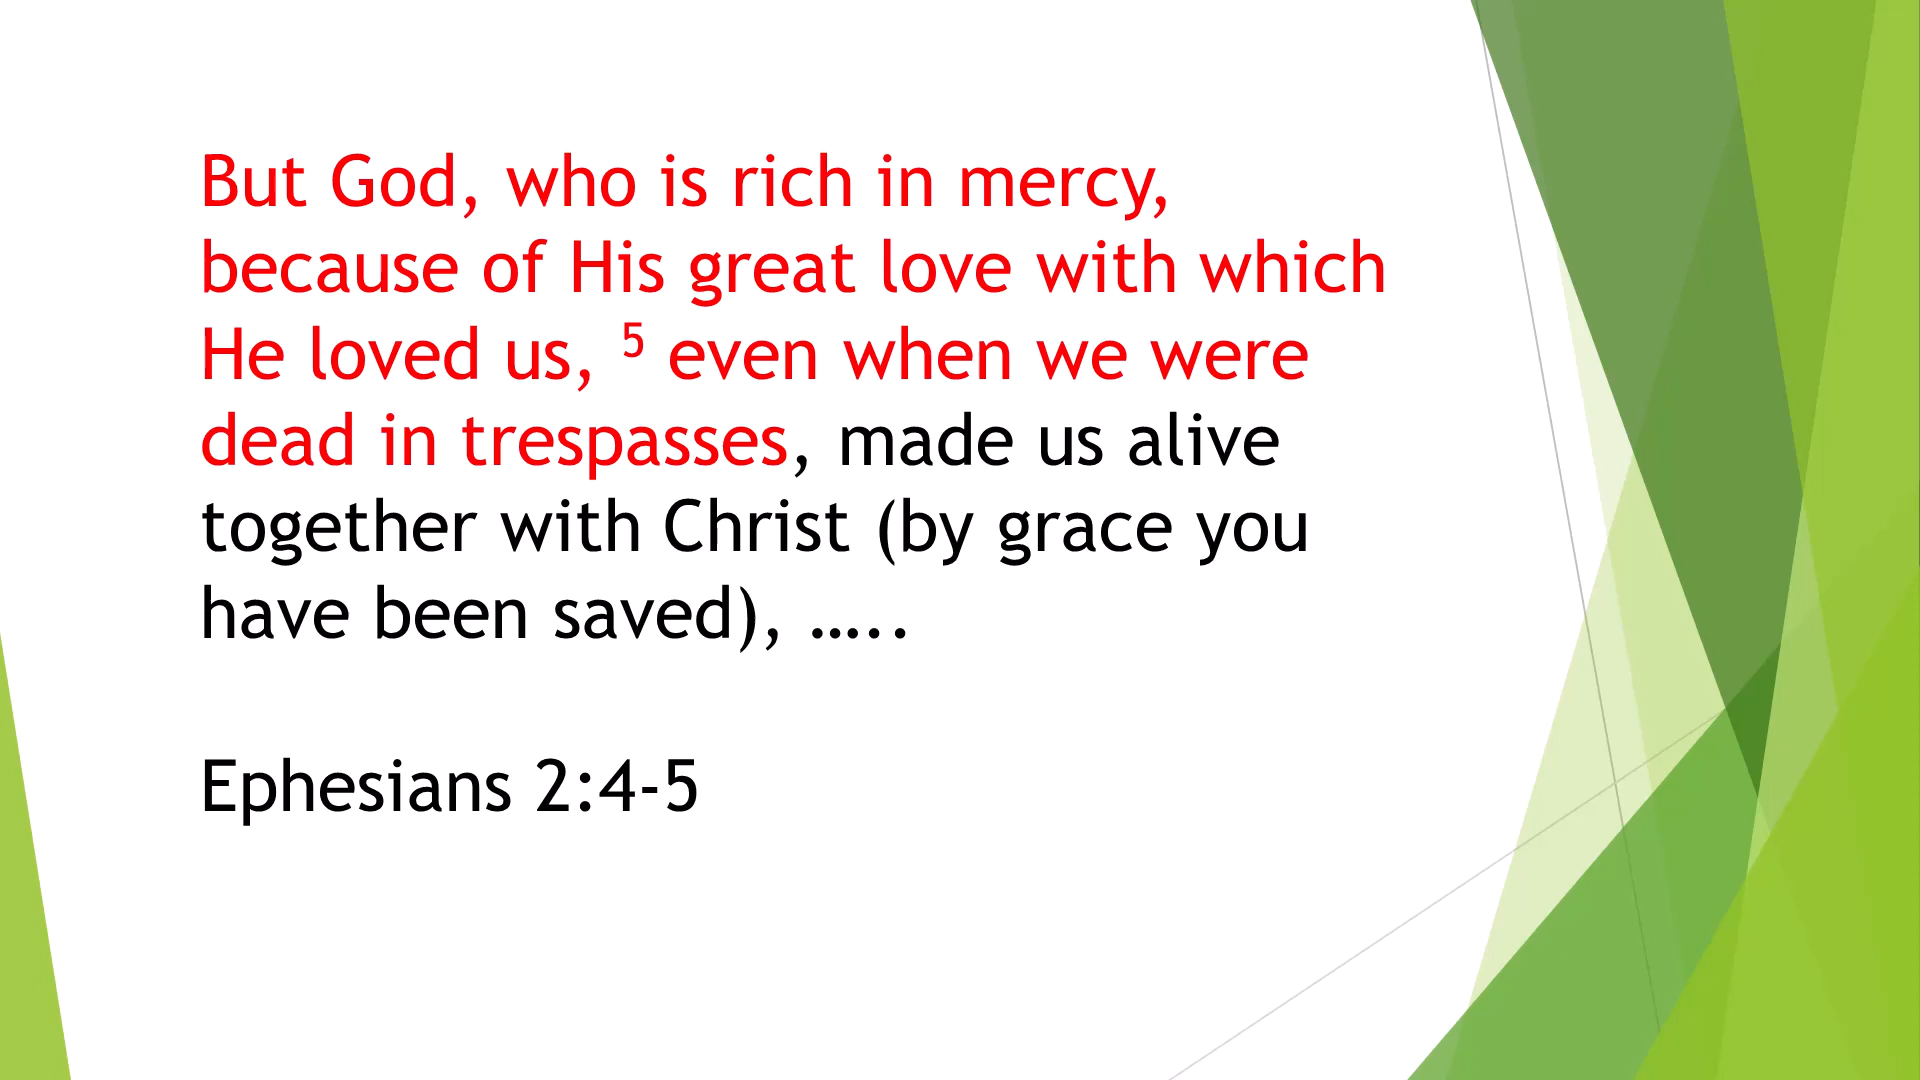 But God, who is rich in mercy,
because of His great love with which
He loved us, ⁵ even when we were
dead in trespasses, made us alive
together with Christ (by grace you
have been saved), …..
Ephesians 2:4-5